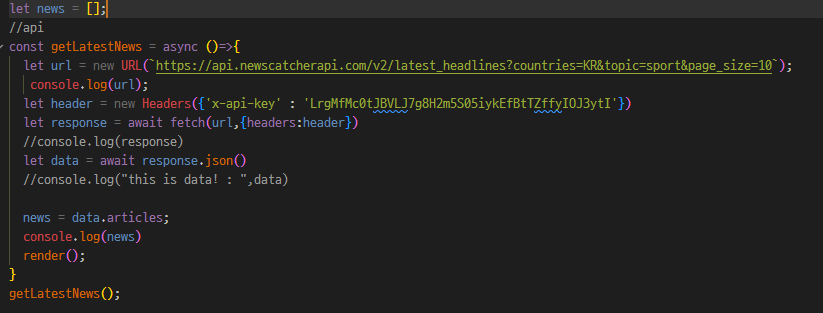 let news = [];
//api
const getLatestNews = async ()=>{
let url = new URL(`https://api.newscatcherapi.com/v2/latest_headlines?countries=KR&topic=sport&page_size=10`);
console.log(url);
let header = new Headers({'x-api-key' : 'LrgMfMc0tJBVLJ7g8H2m5S05iykEfBtTZffyIOJ3ytI'})
let response = await fetch(url,{headers:header})
//console.log(response)
let data = await response.json()
//console.log("this is data! : ",data)
news = data.articles;
console.log(news)
render();
}
getLatestNews();